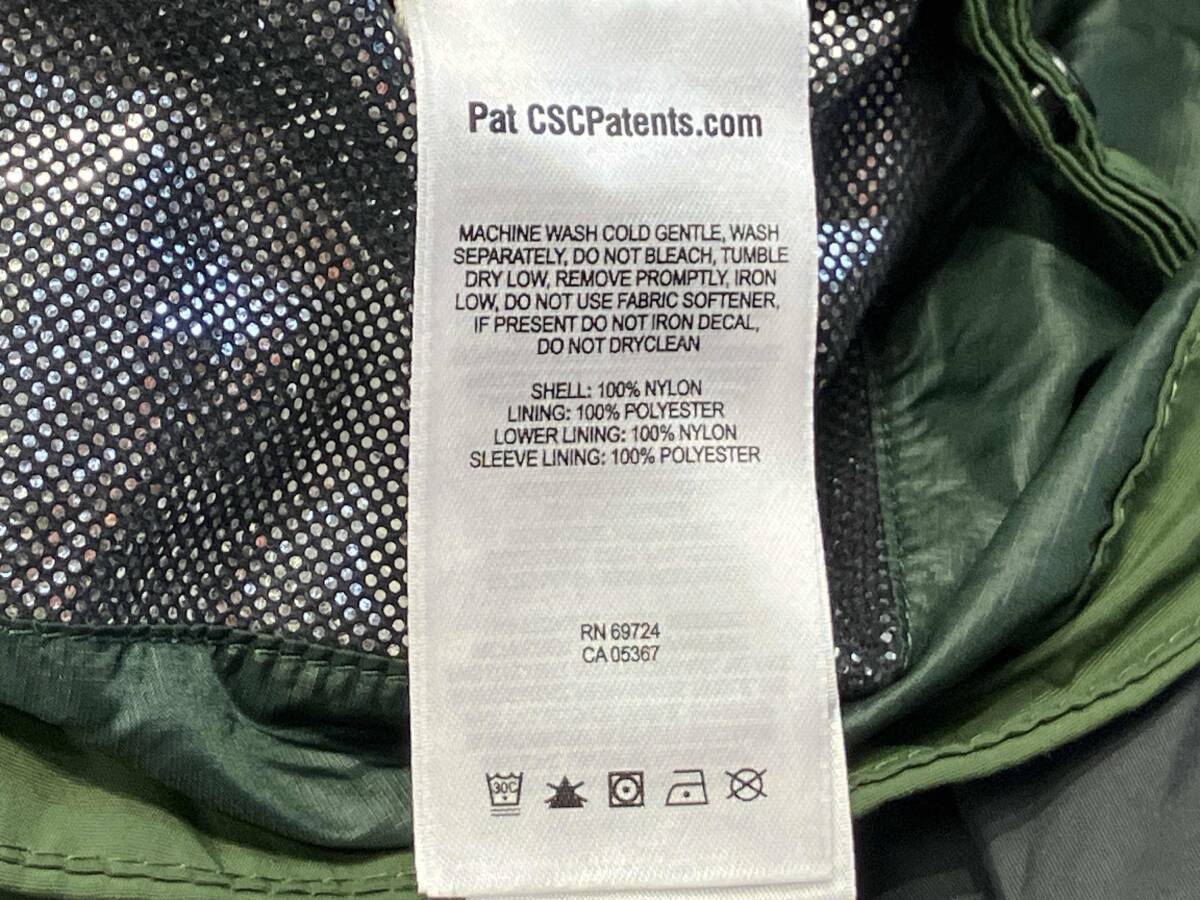 Pat CSCPatents.com
MACHINE WASH COLD GENTLE, WASH
SEPARATELY, DO NOT BLEACH, TUMBLE
DRY LOW, REMOVE PROMPTLY, IRON
LOW, DO NOT USE FABRIC SOFTENER,
IF PRESENT DO NOT IRON DECAL,
DO NOT DRYCLEAN
SHELL: 100% NYLON
LINING: 100% POLYESTER
LOWER LINING: 100% NYLON
SLEEVE LINING: 100% POLYESTER
RN 69724
CA 05367
30C